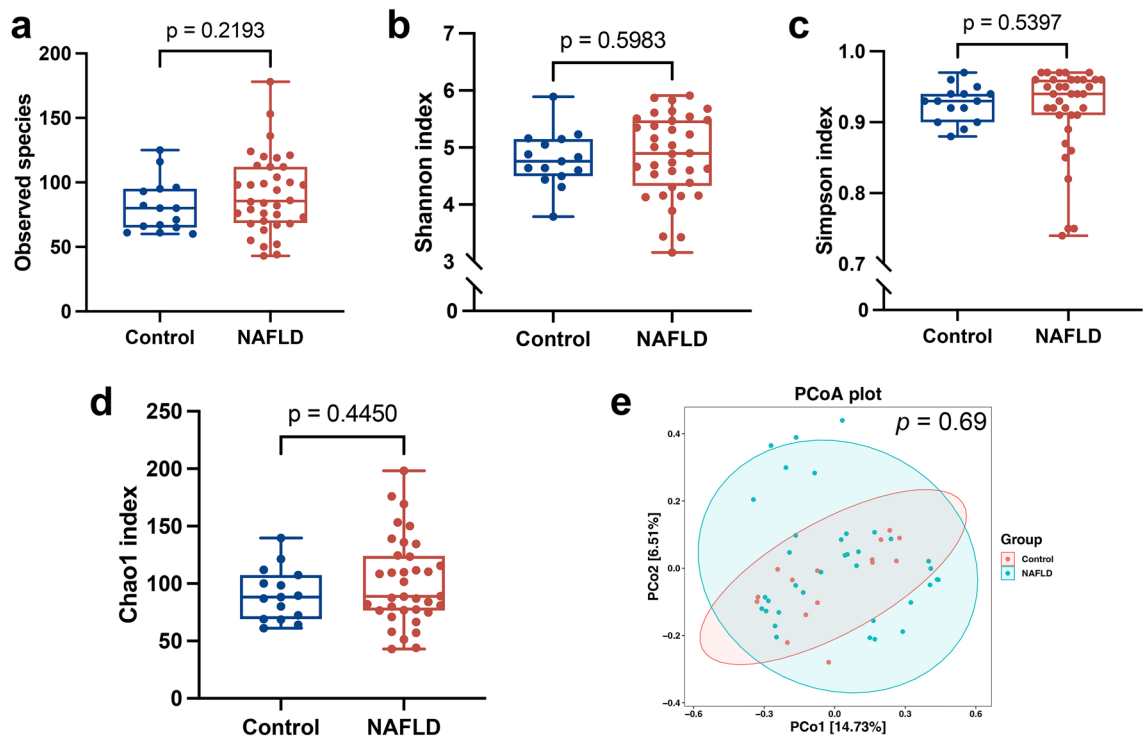 a
p = 0.2193
Observed species
200
150
100
50
0
Control
NAFLD
b
p = 0.5983
Shannon index
7
6
5
4
3
0
Control
NAFLD
c
p = 0.5397
Simpson index
1.0
0.9
0.8
0.7
0
Control
NAFLD
d
p = 0.4450
Chao1 index
250
200
150
100
50
0
Control
NAFLD
e
PCoA plot
p = 0.69
PCo2 [6.51%]
0.4
0.2
0.0
−0.2
−0.4
−0.6
−0.3
0.0
0.3
0.6
PCo1 [14.73%]
Group
Control
NAFLD